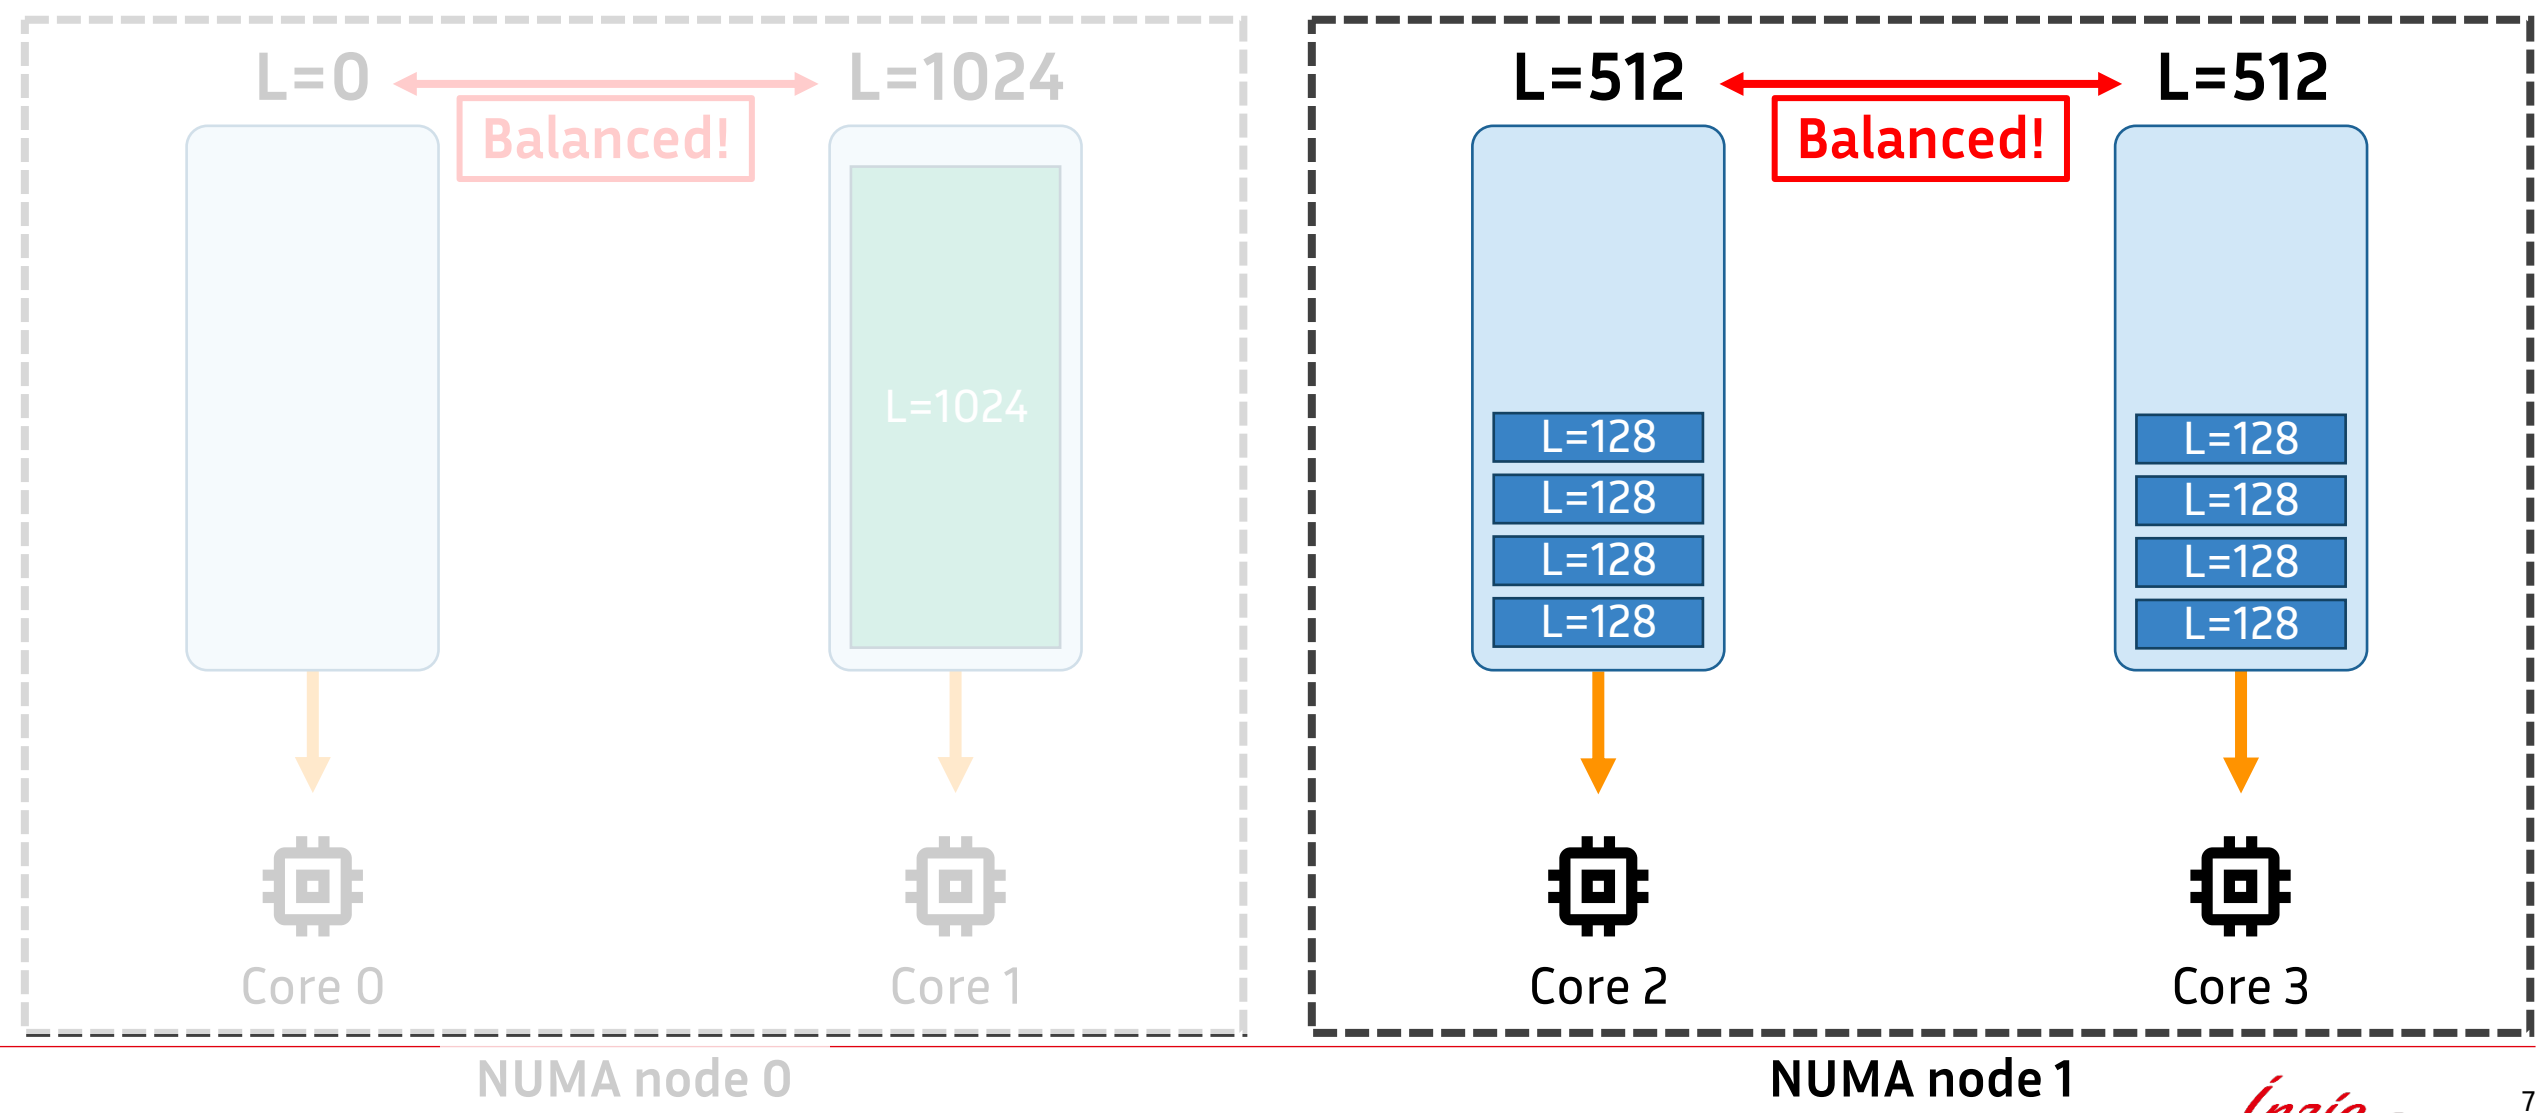 L=0
L=1024
Balanced!
L=1024
Core 0
Core 1
NUMA node 0
L=512
L=512
Balanced!
L=128
L=128
L=128
L=128
L=128
L=128
L=128
L=128
Core 2
Core 3
NUMA node 1
7